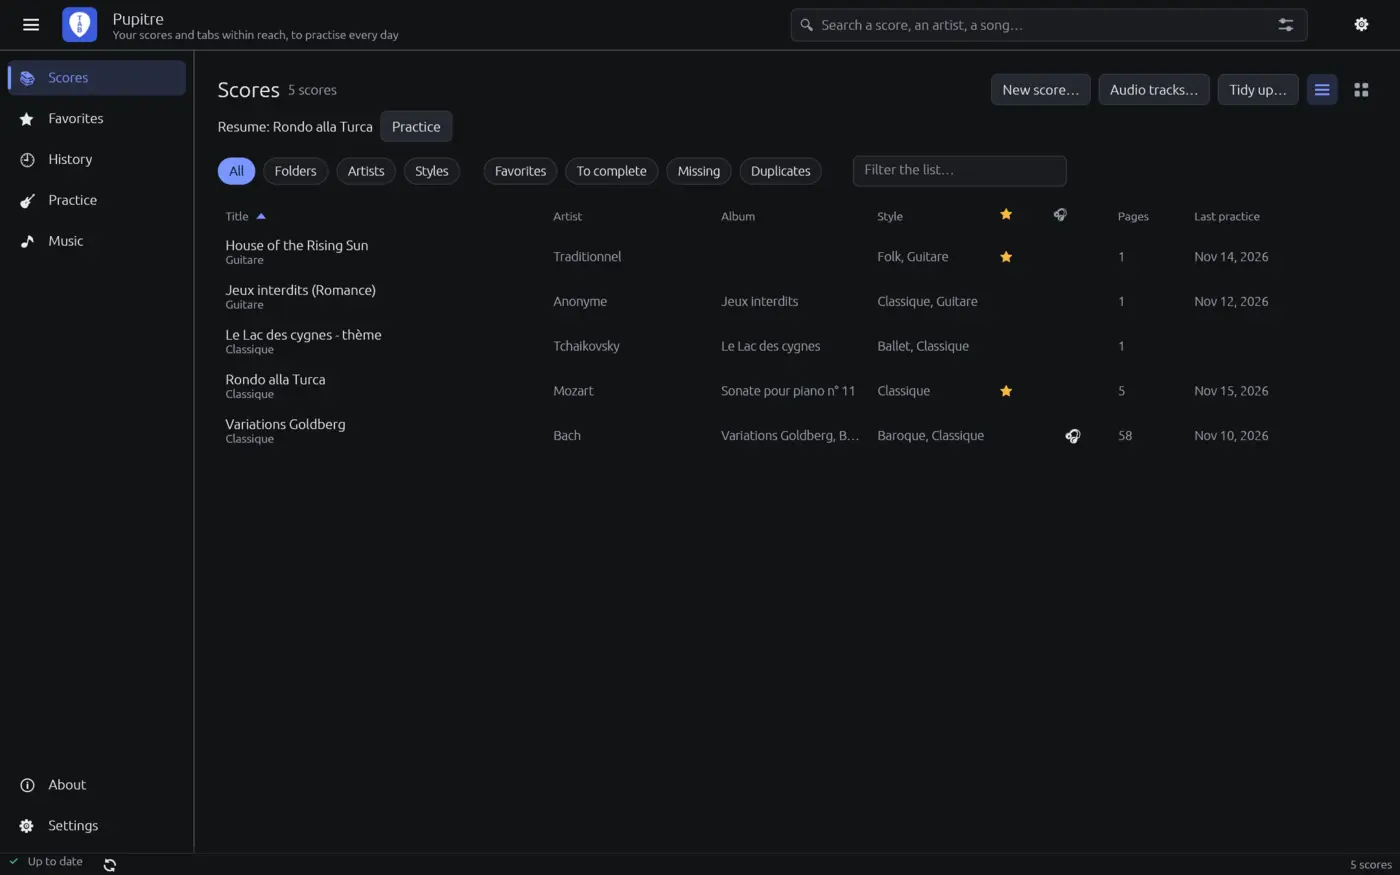 Pupitre
Your scores and tabs within reach, to practise every day
Search a score, an artist, a song…
Scores
Favorites
History
Practice
Music
About
Settings
Scores 5 scores
New score… Audio tracks… Tidy up…
Resume: Rondo alla Turca Practice
All Folders Artists Styles Favorites To complete Missing Duplicates Filter the list…
Title Artist Album Style Pages Last practice
House of the Rising Sun
Guitare
Traditionnel Folk, Guitare 1 Nov 14, 2026
Jeux interdits (Romance)
Guitare
Anonyme Jeux interdits Classique, Guitare 1 Nov 12, 2026
Le Lac des cygnes - thème
Classique
Tchaikovsky Le Lac des cygnes Ballet, Classique 1
Rondo alla Turca
Classique
Mozart Sonate pour piano n° 11 Classique 5 Nov 15, 2026
Variations Goldberg
Classique
Bach Variations Goldberg, B… Baroque, Classique 58 Nov 10, 2026
Up to date
5 scores
TAB